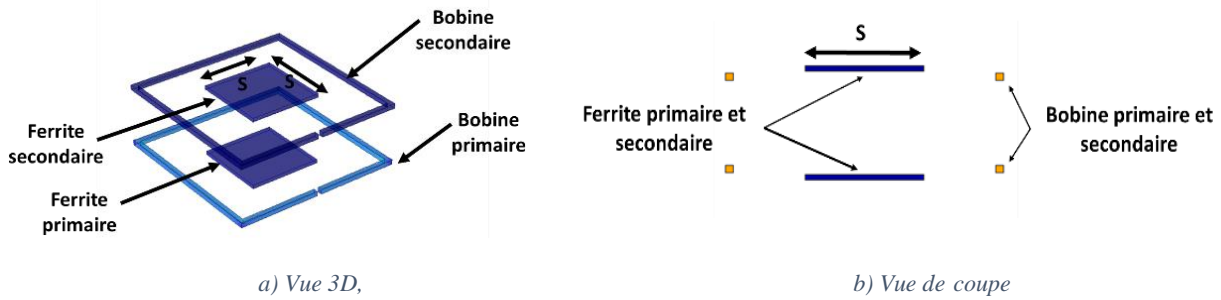 Bobine
secondaire
S
S
Ferrite
secondaire
Bobine
primaire
Ferrite
primaire
a) Vue 3D,
S
Ferrite primaire et
secondaire
Bobine primaire et
secondaire
b) Vue de coupe